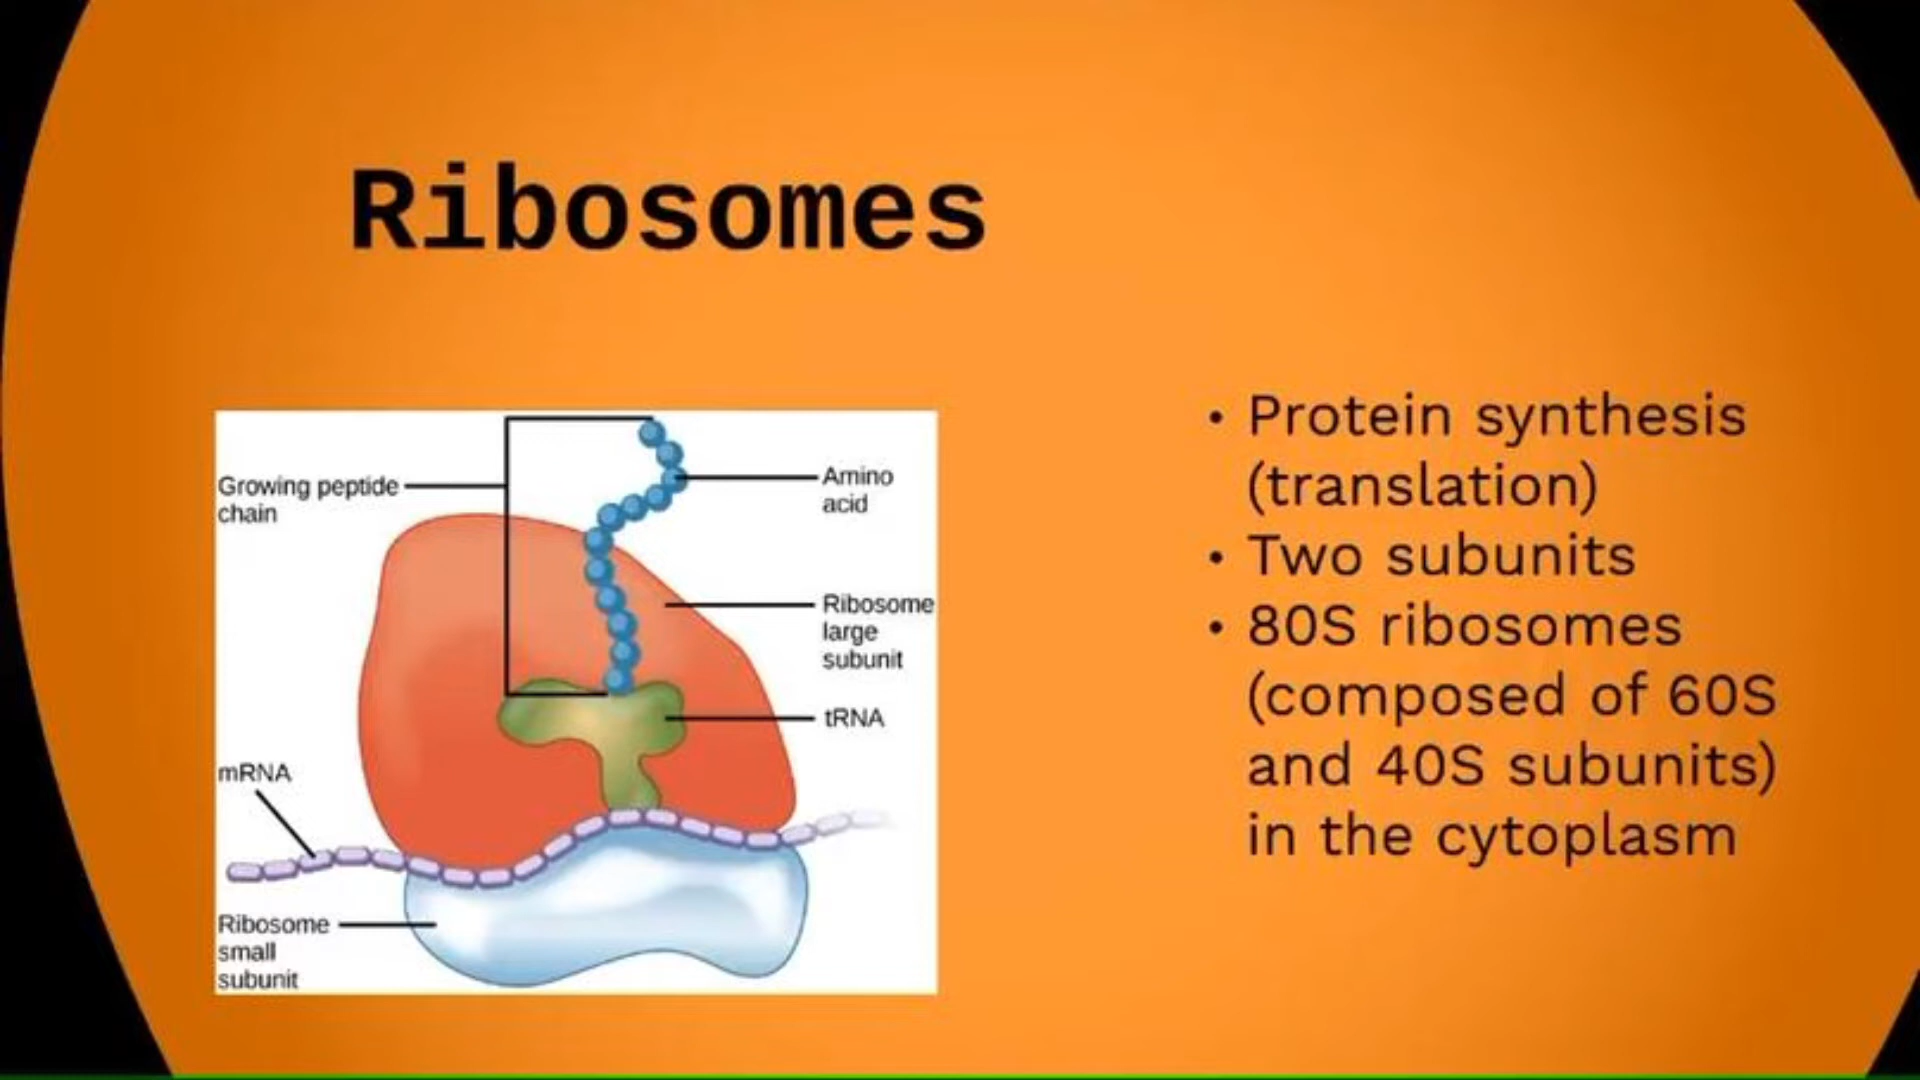 Ribosomes
Growing peptide
chain
Amino
acid
Ribosome
large
subunit
tRNA
mRNA
Ribosome
small
subunit
• Protein synthesis
(translation)
• Two subunits
• 80S ribosomes
(composed of 60S
and 40S subunits)
in the cytoplasm